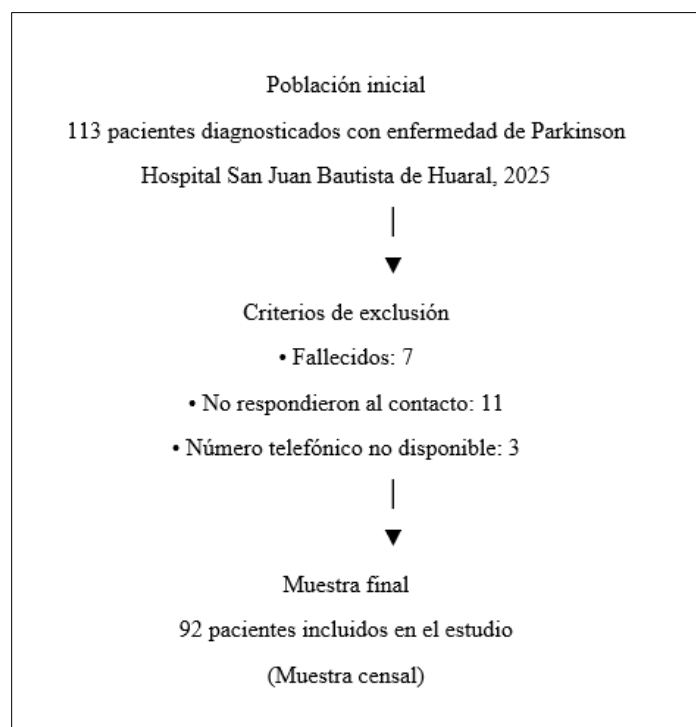 Población inicial
113 pacientes diagnosticados con enfermedad de Parkinson
Hospital San Juan Bautista de Huaral, 2025
Criterios de exclusión
• Fallecidos: 7
• No respondieron al contacto: 11
• Número telefónico no disponible: 3
Muestra final
92 pacientes incluidos en el estudio
(Muestra censal)